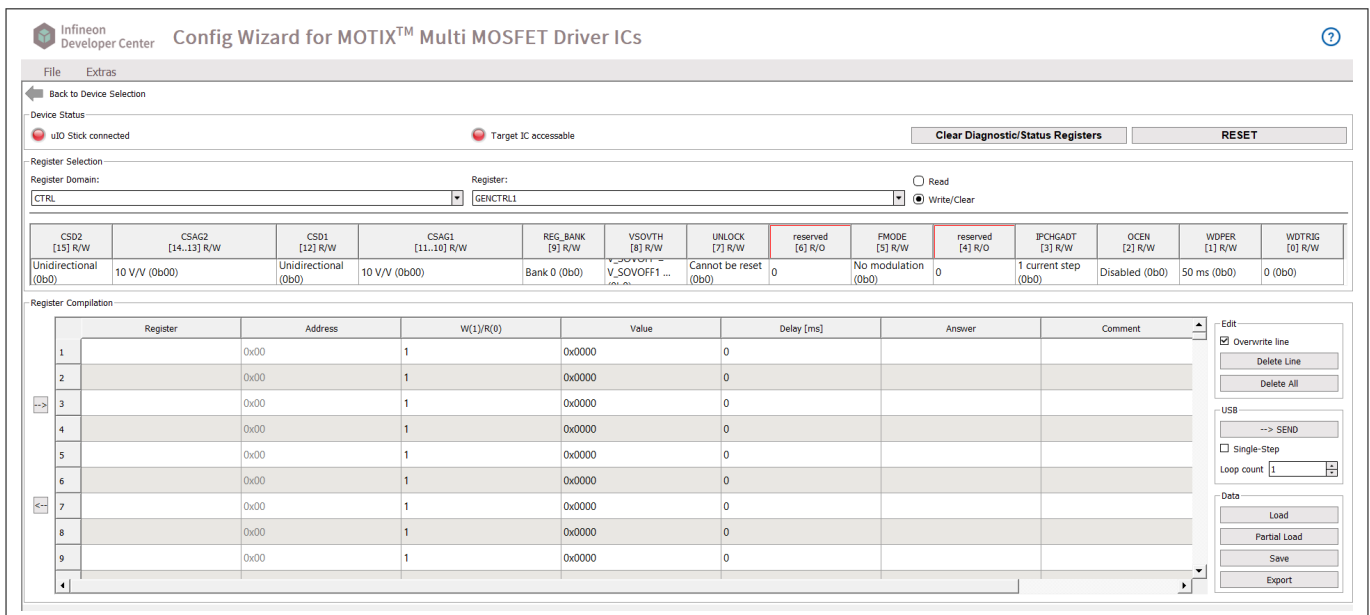 Infineon
Developer Center
Config Wizard for MOTIX™ Multi MOSFET Driver ICs
?
File Extras
Back to Device Selection
Device Status
uIO Stick connected
Target IC accessable
Clear Diagnostic/Status Registers
RESET
Register Selection
Register Domain:
CTRL
Register:
GENCTRL1
Read
Write/Clear
CSD2 CSAG2 CSD1 CSAG1 REG_BANK VSOVTH UNLOCK reserved FMODE reserved IPCHGADT OCEN WDPER WDTRIG
[15] R/W [14..13] R/W [12] R/W [11..10] R/W [9] R/W [8] R/W [7] R/W [6] R/O [5] R/W [4] R/O [3] R/W [2] R/W [1] R/W [0] R/W
Unidirectional (0b0)
10 V/V (0b00)
Unidirectional (0b0)
10 V/V (0b00)
Bank 0 (0b0)
V_SOVOFF1 ...
Cannot be reset (0b0)
0
No modulation (0b0)
0
1 current step (0b0)
Disabled (0b0)
50 ms (0b0)
0 (0b0)
Register Compilation
Register Address W(1)/R(0) Value Delay [ms] Answer Comment
1 0x00 1 0x0000 0
2 0x00 1 0x0000 0
3 0x00 1 0x0000 0
4 0x00 1 0x0000 0
5 0x00 1 0x0000 0
6 0x00 1 0x0000 0
7 0x00 1 0x0000 0
8 0x00 1 0x0000 0
9 0x00 1 0x0000 0
-->
<--
Edit
Overwrite line
Delete Line
Delete All
USB
--> SEND
Single-Step
Loop count 1
Data
Load
Partial Load
Save
Export